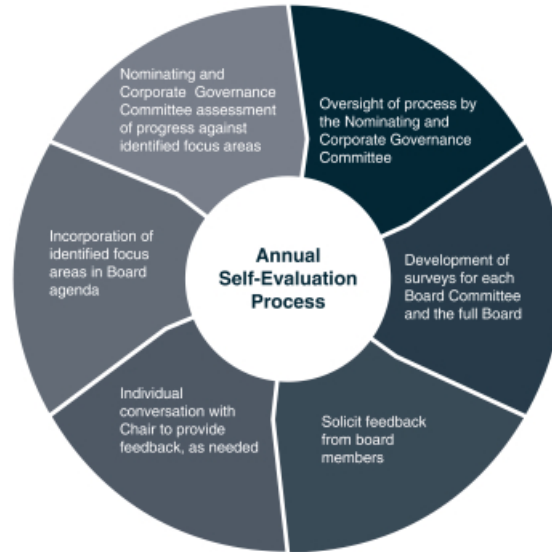 Annual
Self-Evaluation
Process
Oversight of process by
the Nominating and
Corporate Governance
Committee
Development of
surveys for each
Board Committee
and the full Board
Solicit feedback
from board
members
Individual
conversation with
Chair to provide
feedback, as needed
Incorporation of
identified focus
areas in Board
agenda
Nominating and
Corporate Governance
Committee assessment
of progress against
identified focus areas